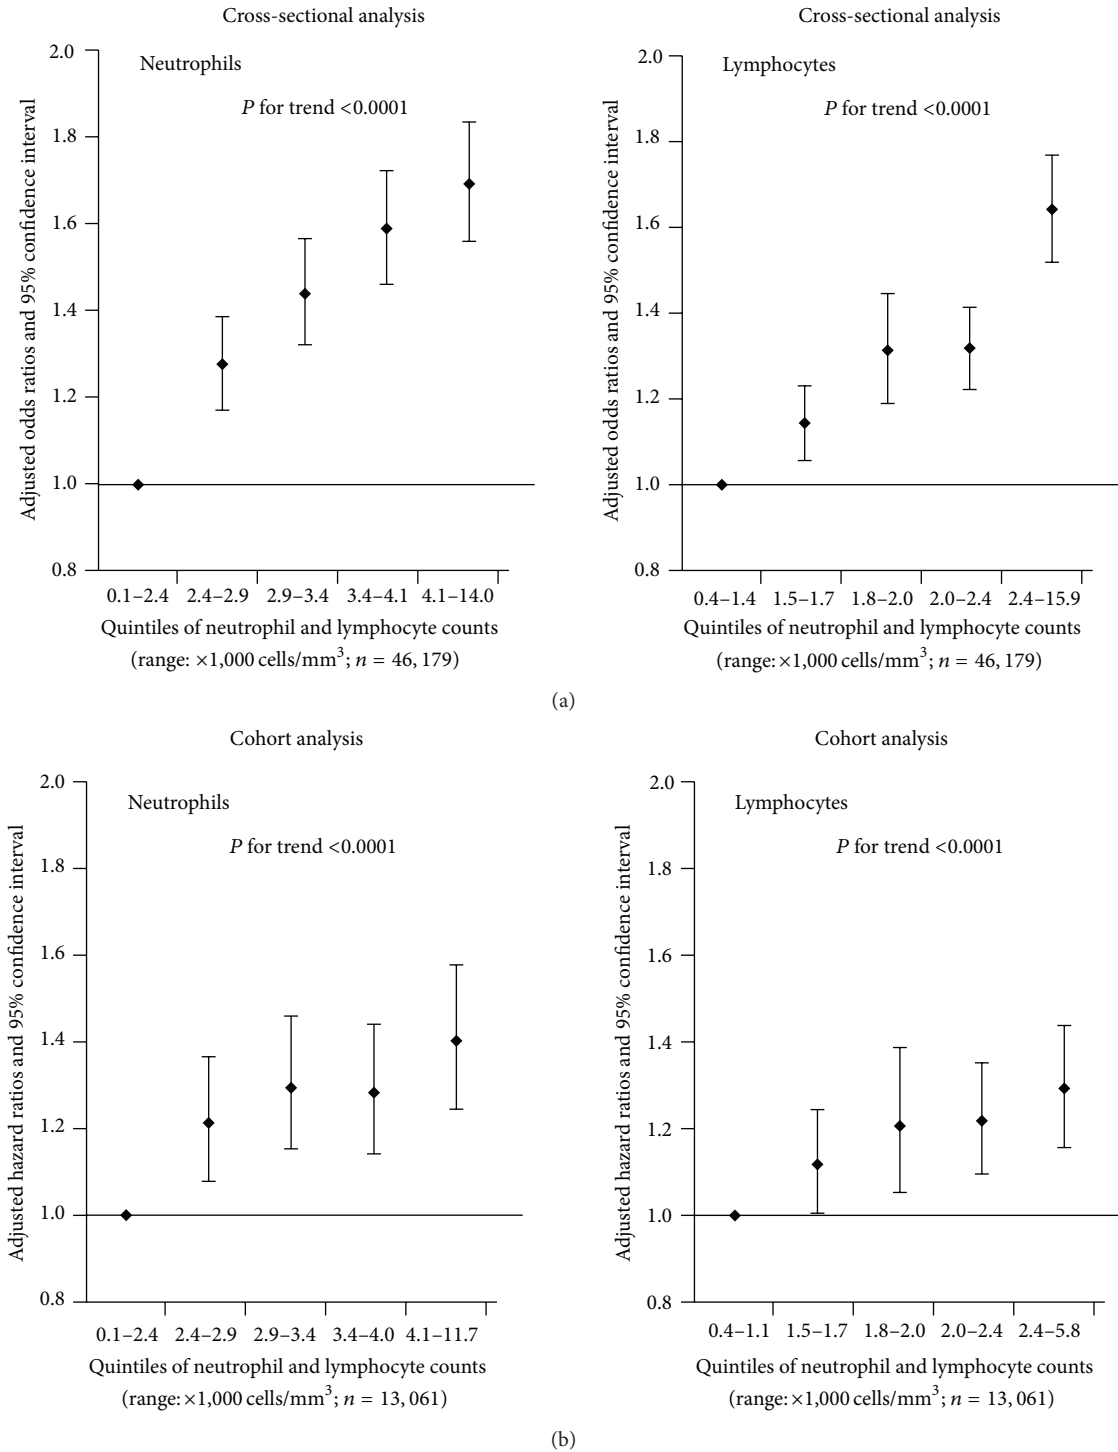 Cross-sectional analysis
Neutrophils
P for trend <0.0001
Adjusted odds ratios and 95% confidence interval
2.0
1.8
1.6
1.4
1.2
1.0
0.8
0.1–2.4 2.4–2.9 2.9–3.4 3.4–4.1 4.1–14.0
Quintiles of neutrophil and lymphocyte counts
(range: ×1,000 cells/mm³; n = 46, 179)
Cross-sectional analysis
Lymphocytes
P for trend <0.0001
Adjusted odds ratios and 95% confidence interval
2.0
1.8
1.6
1.4
1.2
1.0
0.8
0.4–1.4 1.5–1.7 1.8–2.0 2.0–2.4 2.4–15.9
Quintiles of neutrophil and lymphocyte counts
(range: ×1,000 cells/mm³; n = 46, 179)
(a)
Cohort analysis
Neutrophils
P for trend <0.0001
Adjusted hazard ratios and 95% confidence interval
2.0
1.8
1.6
1.4
1.2
1.0
0.8
0.1–2.4 2.4–2.9 2.9–3.4 3.4–4.0 4.1–11.7
Quintiles of neutrophil and lymphocyte counts
(range: ×1,000 cells/mm³; n = 13, 061)
Cohort analysis
Lymphocytes
P for trend <0.0001
Adjusted hazard ratios and 95% confidence interval
2.0
1.8
1.6
1.4
1.2
1.0
0.8
0.4–1.1 1.5–1.7 1.8–2.0 2.0–2.4 2.4–5.8
Quintiles of neutrophil and lymphocyte counts
(range: ×1,000 cells/mm³; n = 13, 061)
(b)